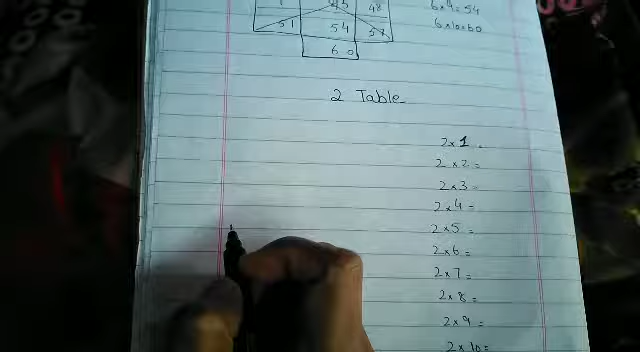 48
6x9=54
51 54 57
6x10=60
60
2 Table
2x1=
2x2=
2x3=
2x4=
2x5=
2x6=
2x7=
2x8=
2x9=
2x10=